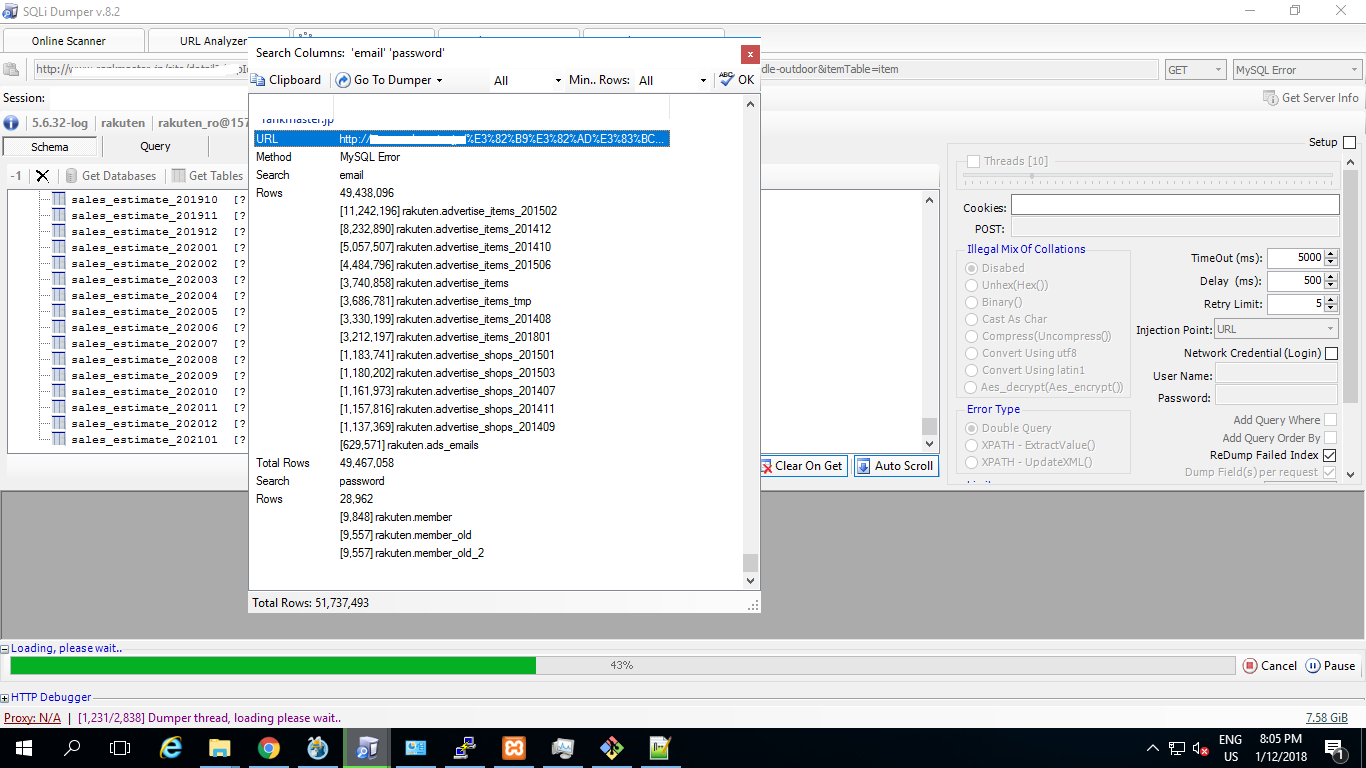 SQLi Dumper v.8.2
Online Scanner
URL Analyzer
Search Columns: 'email' 'password'
x
Clipboard
Go To Dumper
All
Min.. Rows:
All
OK
http://
dle-outdoor&itemTable=item
GET
MySQL Error
Session:
Get Server Info
5.6.32-log
rakuten
rakuten_ro@157
Schema
Query
-1
Get Databases
Get Tables
sales_estimate_201910 [?
sales_estimate_201911 [?
sales_estimate_201912 [?
sales_estimate_202001 [?
sales_estimate_202002 [?
sales_estimate_202003 [?
sales_estimate_202004 [?
sales_estimate_202005 [?
sales_estimate_202006 [?
sales_estimate_202007 [?
sales_estimate_202008 [?
sales_estimate_202009 [?
sales_estimate_202010 [?
sales_estimate_202011 [?
sales_estimate_202012 [?
sales_estimate_202101 [?
rankmaster.jp
URL http:// %E3%82%B9%E3%82%AD%E3%83%BC...
Method MySQL Error
Search email
Rows 49,438,096
[11,242,196] rakuten.advertise_items_201502
[8,232,890] rakuten.advertise_items_201412
[5,057,507] rakuten.advertise_items_201410
[4,484,796] rakuten.advertise_items_201506
[3,740,858] rakuten.advertise_items
[3,686,781] rakuten.advertise_items_tmp
[3,330,199] rakuten.advertise_items_201408
[3,212,197] rakuten.advertise_items_201801
[1,183,741] rakuten.advertise_shops_201501
[1,180,202] rakuten.advertise_shops_201503
[1,161,973] rakuten.advertise_shops_201407
[1,157,816] rakuten.advertise_shops_201411
[1,137,369] rakuten.advertise_shops_201409
[629,571] rakuten.ads_emails
Total Rows 49,467,058
Search password
Rows 28,962
[9,848] rakuten.member
[9,557] rakuten.member_old
[9,557] rakuten.member_old_2
Total Rows: 51,737,493
Clear On Get
Auto Scroll
Setup
Threads [10]
Cookies:
POST:
Illegal Mix Of Collations
Disabed
Unhex(Hex())
Binary()
Cast As Char
Compress(Uncompress())
Convert Using utf8
Convert Using latin1
Aes_decrypt(Aes_encrypt())
Error Type
Double Query
XPATH - ExtractValue()
XPATH - UpdateXML()
TimeOut (ms): 5000
Delay (ms): 500
Retry Limit: 5
Injection Point: URL
Network Credential (Login)
User Name:
Password:
Add Query Where
Add Query Order By
ReDump Failed Index
Dump Field(s) per request
Loading, please wait..
43%
Cancel
Pause
HTTP Debugger
Proxy: N/A | [1,231/2,838] Dumper thread, loading please wait..
7.58 GiB
ENG
US
8:05 PM
1/12/2018
1